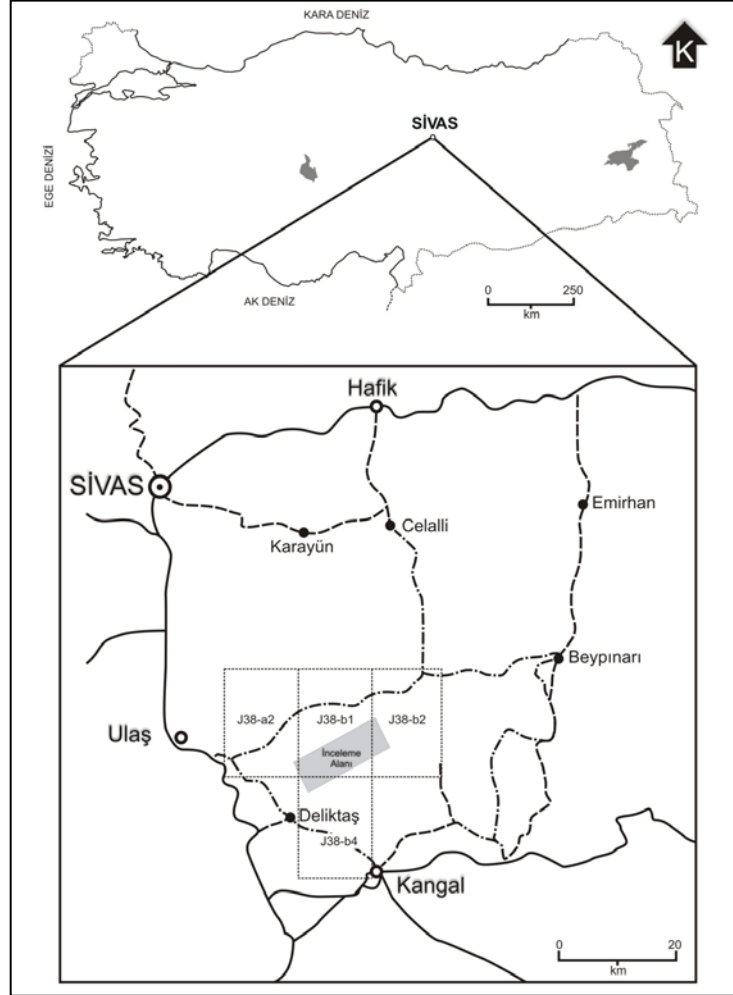 KARA DENİZ
K
SİVAS
EGE DENİZİ
AK DENİZ
0 250
km
Hafik
SİVAS
Emirhan
Celalli
Karayün
Beypınarı
J38-a2 J38-b1 J38-b2
Ulaş
İnceleme
Alanı
Deliktaş
J38-b4
Kangal
0 20
km